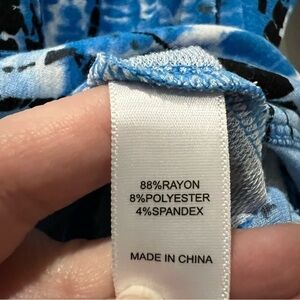 88%RAYON
8%POLYESTER
4%SPANDEX
MADE IN CHINA